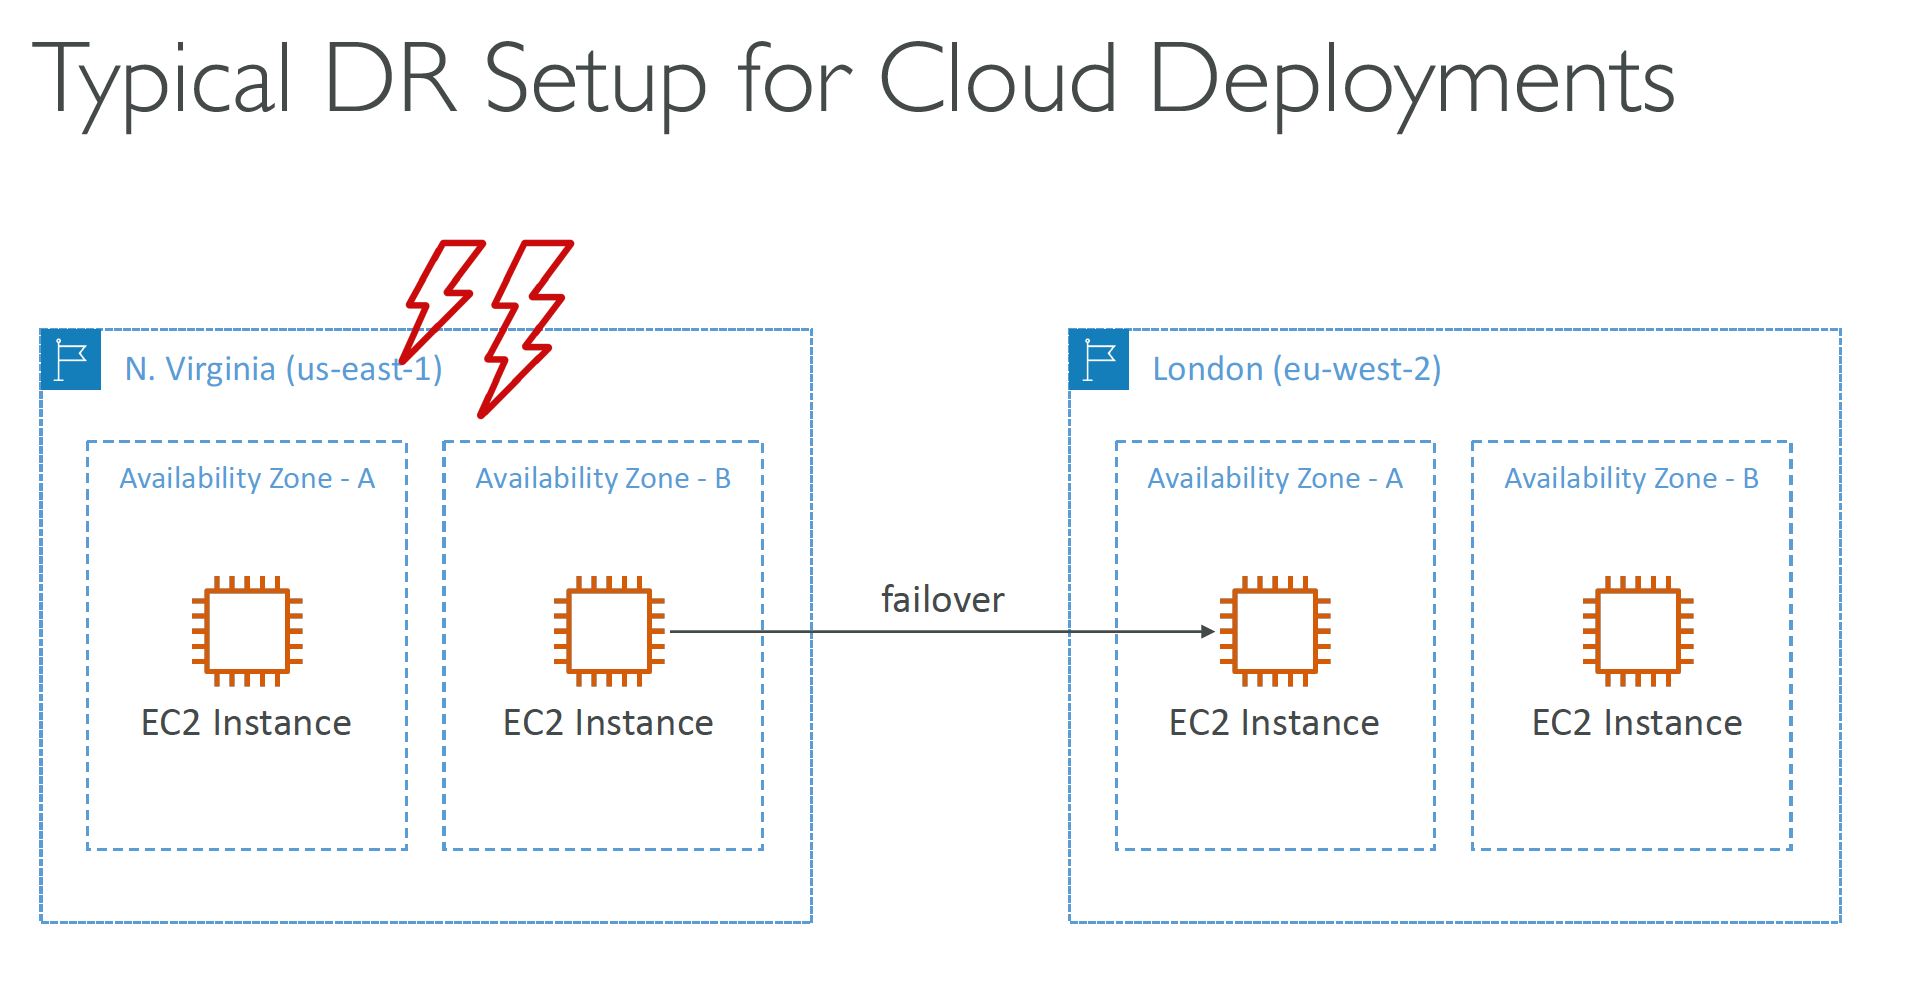 Typical DR Setup for Cloud Deployments
N. Virginia (us-east-1)
Availability Zone - A
Availability Zone - B
EC2 Instance
EC2 Instance
failover
London (eu-west-2)
Availability Zone - A
Availability Zone - B
EC2 Instance
EC2 Instance